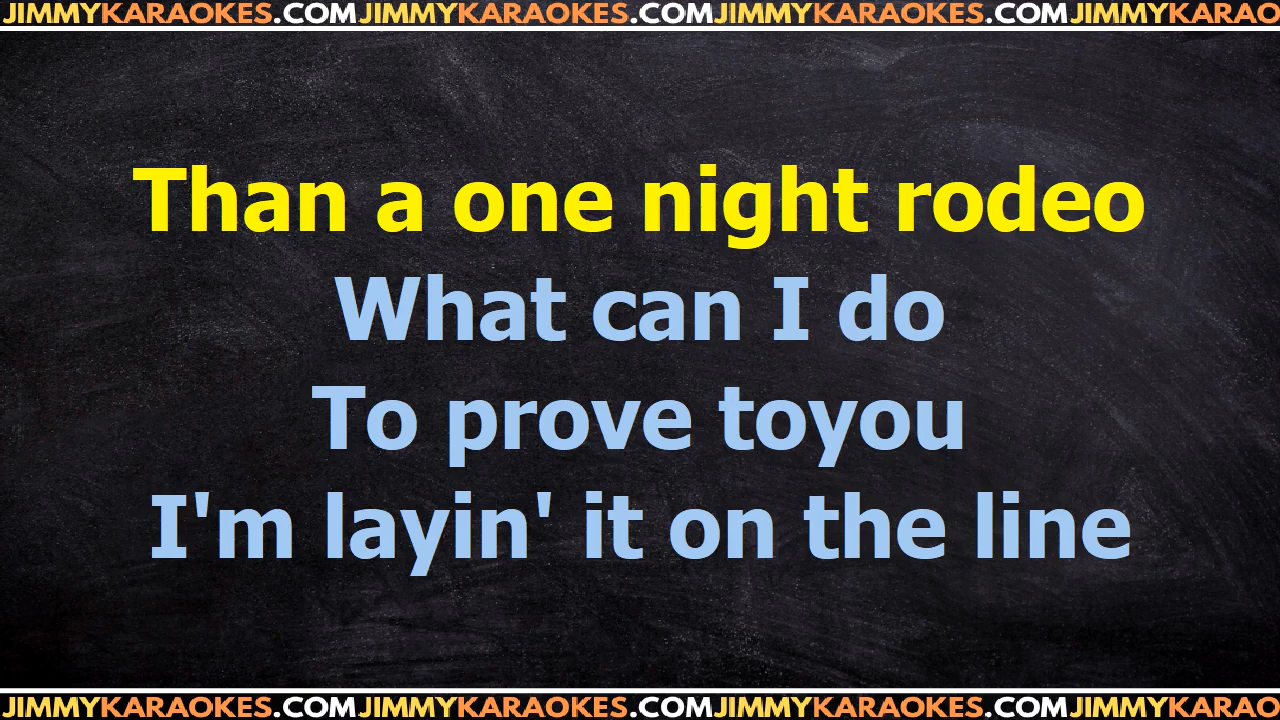 JIMMYKARAOKES.COMJIMMYKARAOKES.COMJIMMYKARAOKES.COMJIMMYKARAO
Than a one night rodeo
What can I do
To prove toyou
I'm layin' it on the line
JIMMYKARAOKES.COMJIMMYKARAOKES.COMJIMMYKARAOKES.COMJIMMYKARAO